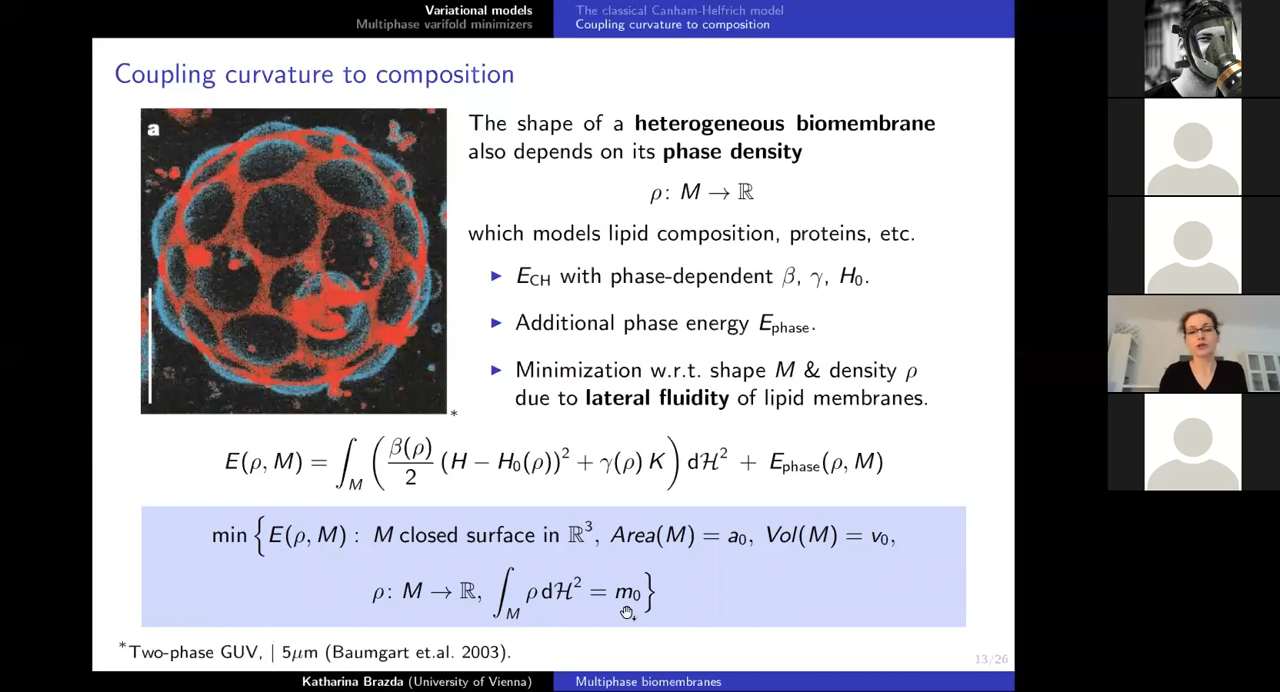 Variational models
Multiphase varifold minimizers
The classical Canham-Helfrich model
Coupling curvature to composition
Coupling curvature to composition
a
The shape of a heterogeneous biomembrane
also depends on its phase density
ρ: M → ℝ
which models lipid composition, proteins, etc.
▶ E_CH with phase-dependent β, γ, H₀.
▶ Additional phase energy E_phase.
▶ Minimization w.r.t. shape M & density ρ
due to lateral fluidity of lipid membranes.
*
E(ρ, M) = ∫_M ( β(ρ)/2 (H − H₀(ρ))² + γ(ρ) K ) dℋ² + E_phase(ρ, M)
min { E(ρ, M) : M closed surface in ℝ³, Area(M) = a₀, Vol(M) = v₀,
ρ: M → ℝ, ∫_M ρ dℋ² = m₀ }
*Two-phase GUV, | 5μm (Baumgart et.al. 2003).
13/26
Katharina Brazda (University of Vienna)
Multiphase biomembranes